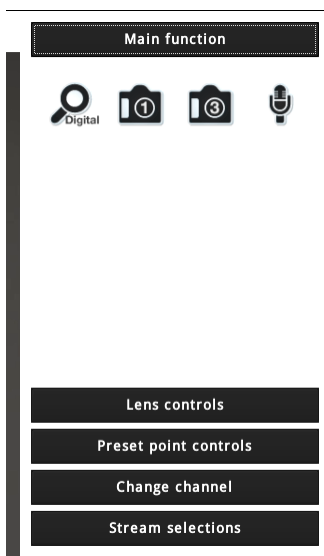 Main function
Digital
1
3
Lens controls
Preset point controls
Change channel
Stream selections